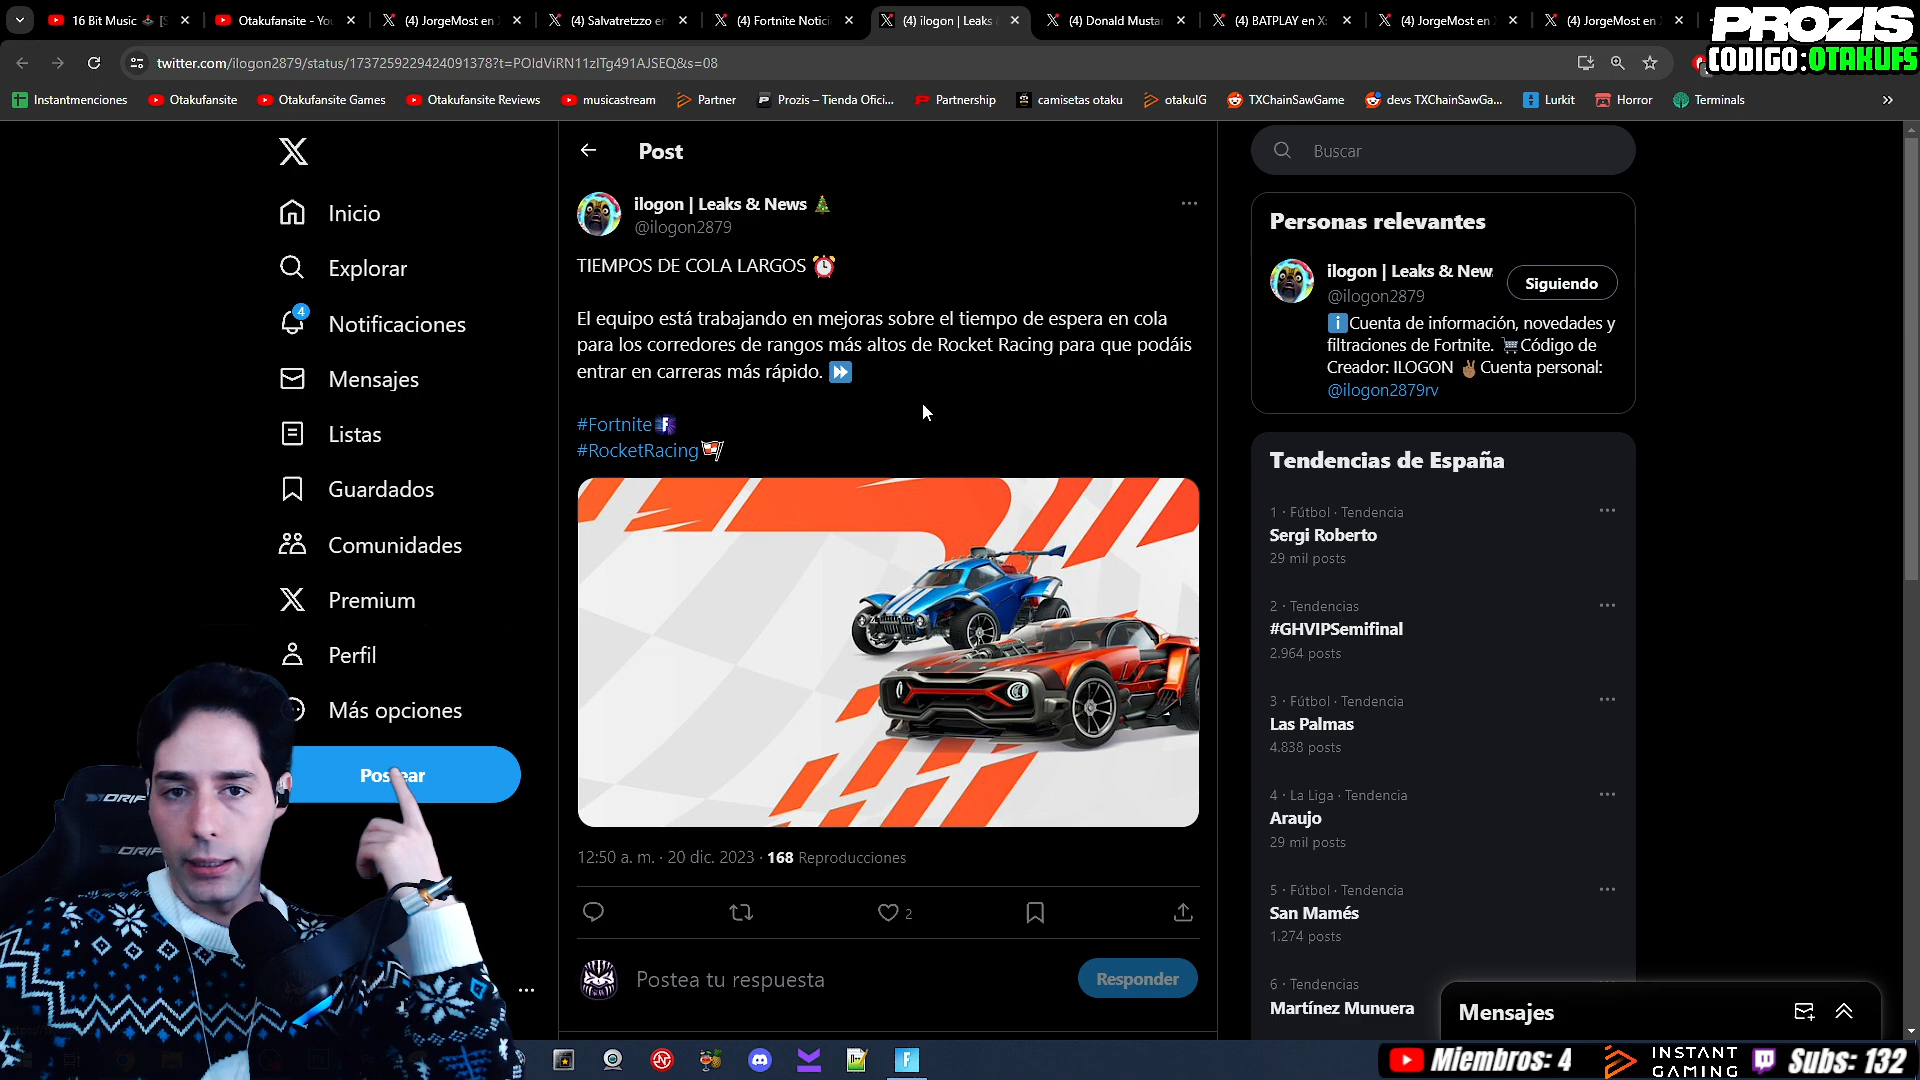 16 Bit Music
Otakufansite - You
(4) JorgeMost en X
(4) Salvatretzzo en
(4) Fortnite Notici
(4) ilogon | Leaks &
(4) Donald Musta
(4) BATPLAY en X:
(4) JorgeMost en X
(4) JorgeMost en
PROZIS
CODIGO:OTAKUFS
twitter.com/ilogon2879/status/1737259229424091378?t=POldViRN11zlTg491AJSEQ&s=08
Instantmenciones
Otakufansite
Otakufansite Games
Otakufansite Reviews
musicastream
Partner
Prozis – Tienda Ofici...
Partnership
camisetas otaku
otakuIG
TXChainSawGame
devs TXChainSawGa...
Lurkit
Horror
Terminals
Inicio
Explorar
4
Notificaciones
Mensajes
Listas
Guardados
Comunidades
Premium
Perfil
Más opciones
Postear
Post
ilogon | Leaks & News 🎄
@ilogon2879
TIEMPOS DE COLA LARGOS ⏰
El equipo está trabajando en mejoras sobre el tiempo de espera en cola
para los corredores de rangos más altos de Rocket Racing para que podáis
entrar en carreras más rápido. ⏩
#Fortnite
#RocketRacing
12:50 a. m. · 20 dic. 2023 · 168 Reproducciones
2
Postea tu respuesta
Responder
Buscar
Personas relevantes
ilogon | Leaks & New
@ilogon2879
Siguiendo
ℹ️Cuenta de información, novedades y
filtraciones de Fortnite. 🛒Código de
Creador: ILOGON ✌🏽Cuenta personal:
@ilogon2879rv
Tendencias de España
1 · Fútbol · Tendencia
Sergi Roberto
29 mil posts
2 · Tendencias
#GHVIPSemifinal
2.964 posts
3 · Fútbol · Tendencia
Las Palmas
4.838 posts
4 · La Liga · Tendencia
Araujo
29 mil posts
5 · Fútbol · Tendencia
San Mamés
1.274 posts
6 · Tendencias
Martínez Munuera
Mensajes
DRIF
DRIF
Miembros: 4
INSTANT
GAMING
Subs: 132